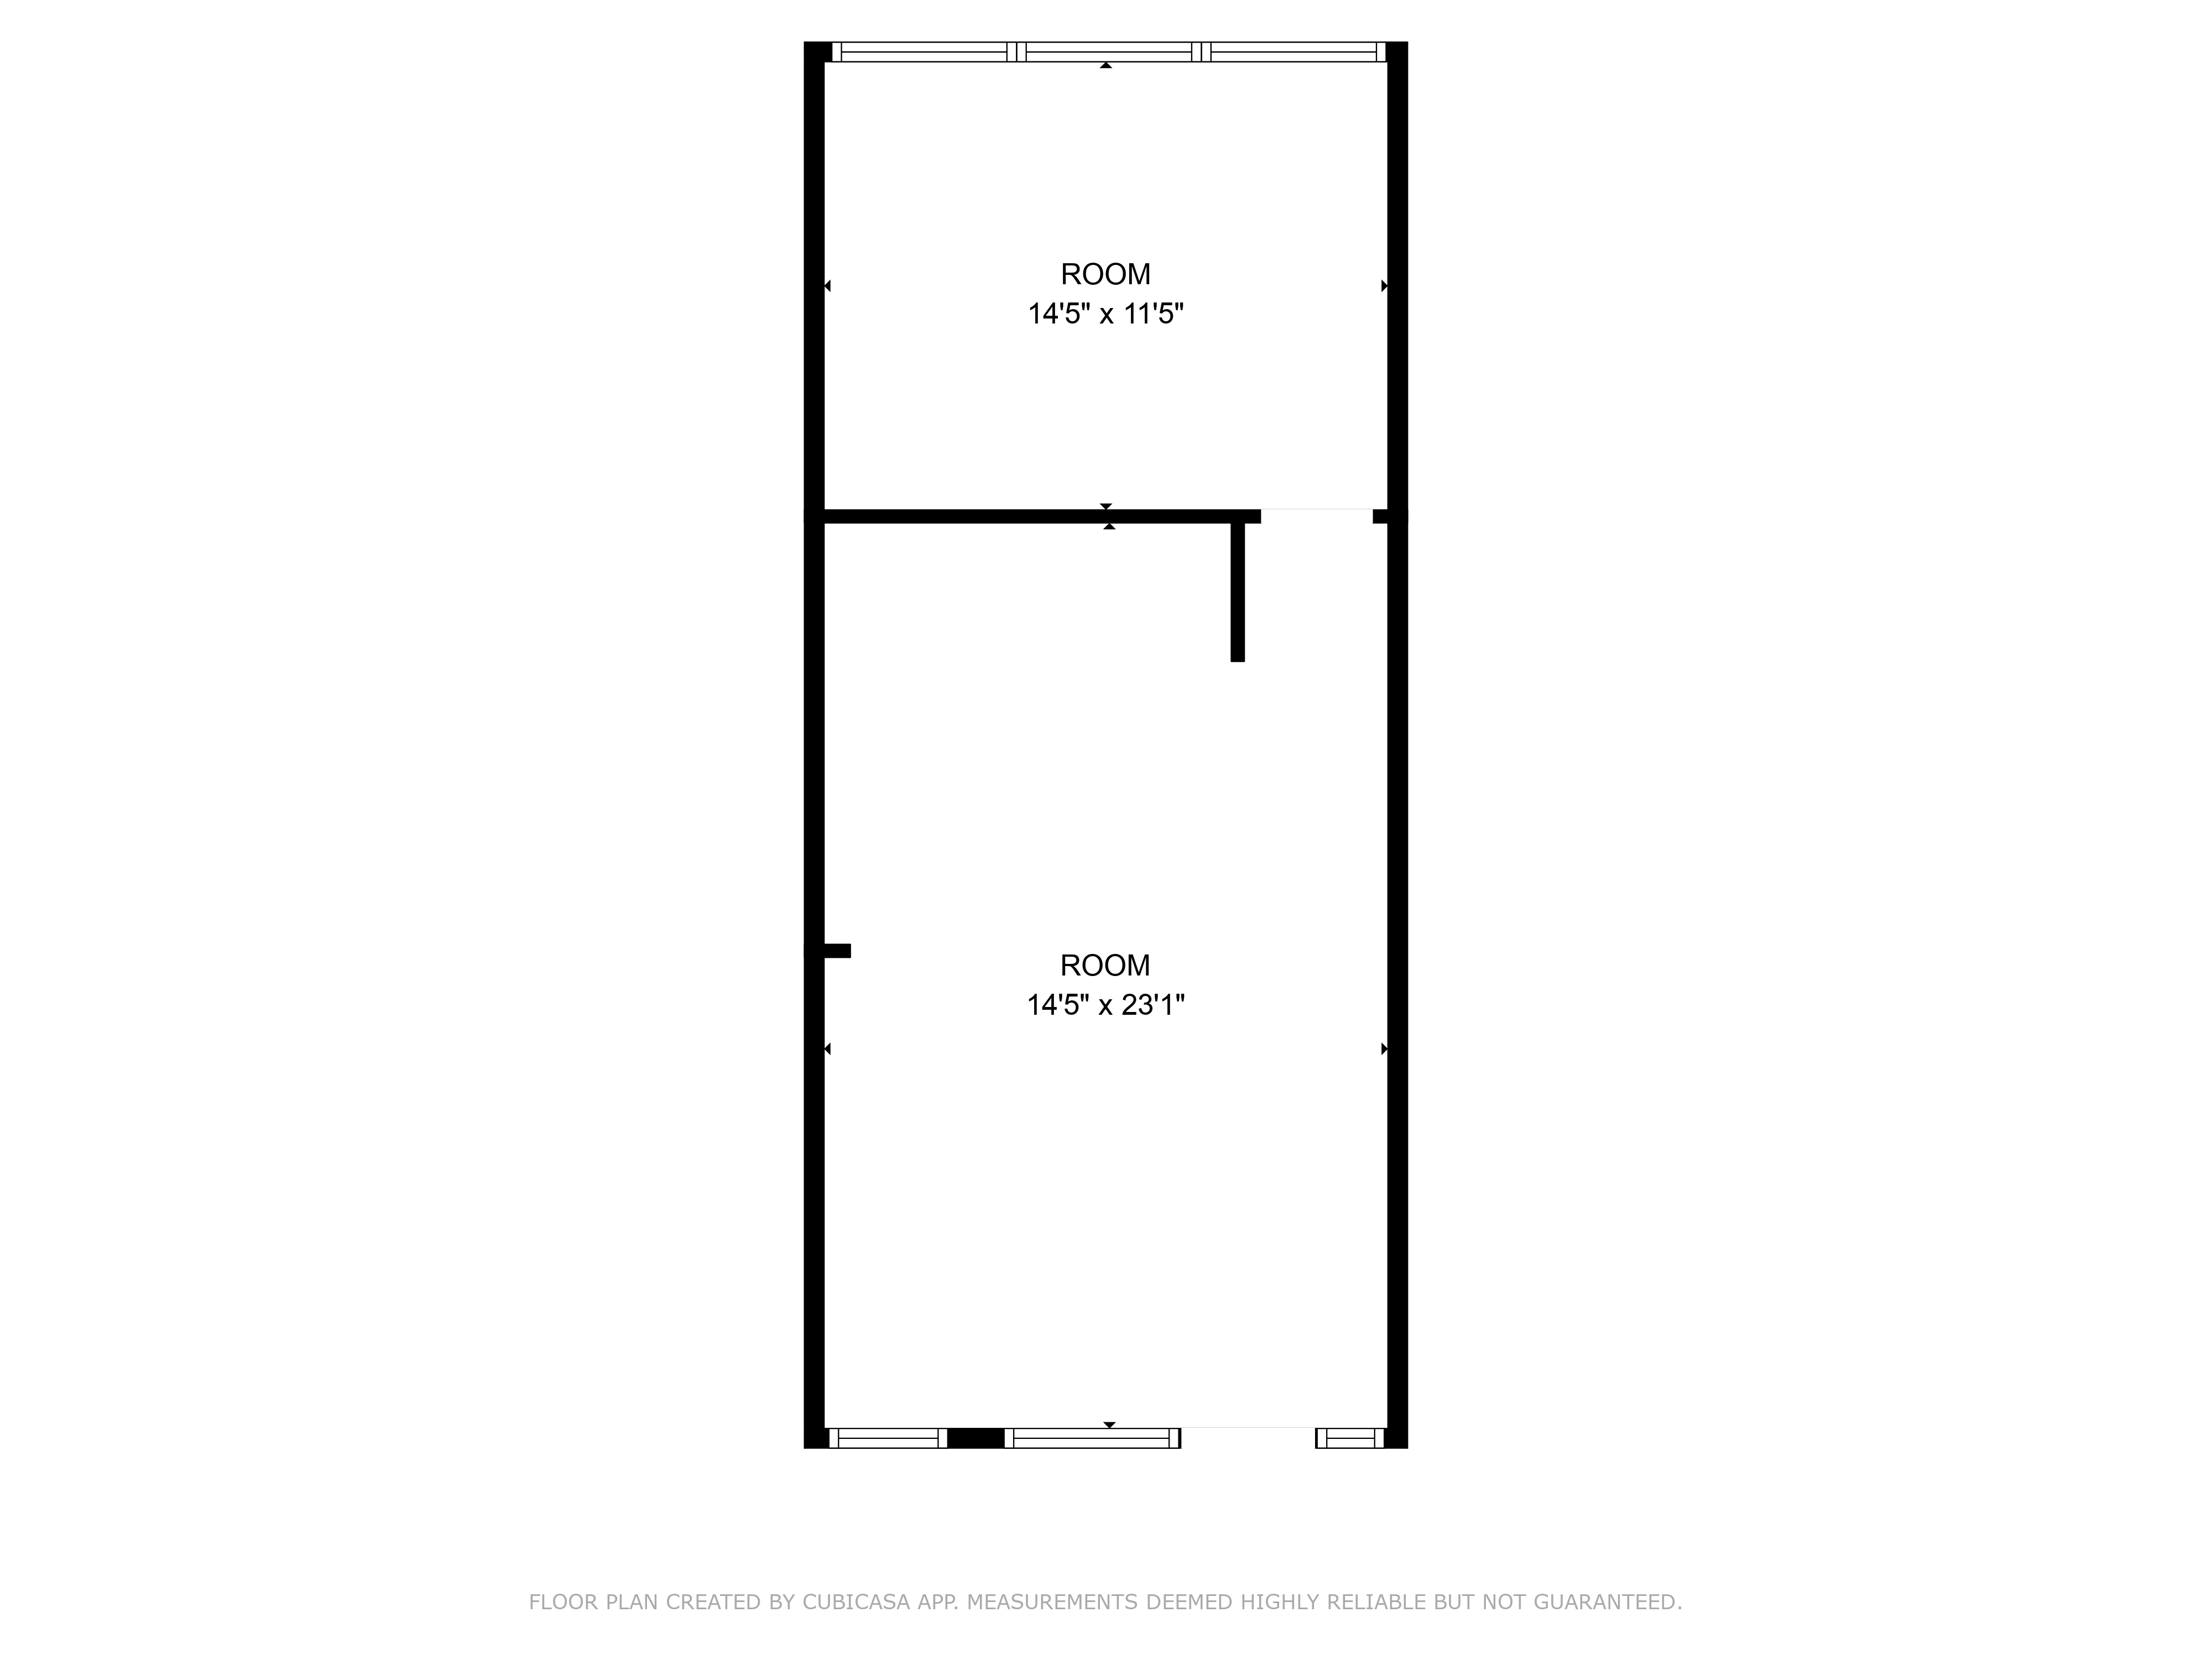 ROOM
14'5" x 11'5"
ROOM
14'5" x 23'1"
FLOOR PLAN CREATED BY CUBICASA APP. MEASUREMENTS DEEMED HIGHLY RELIABLE BUT NOT GUARANTEED.